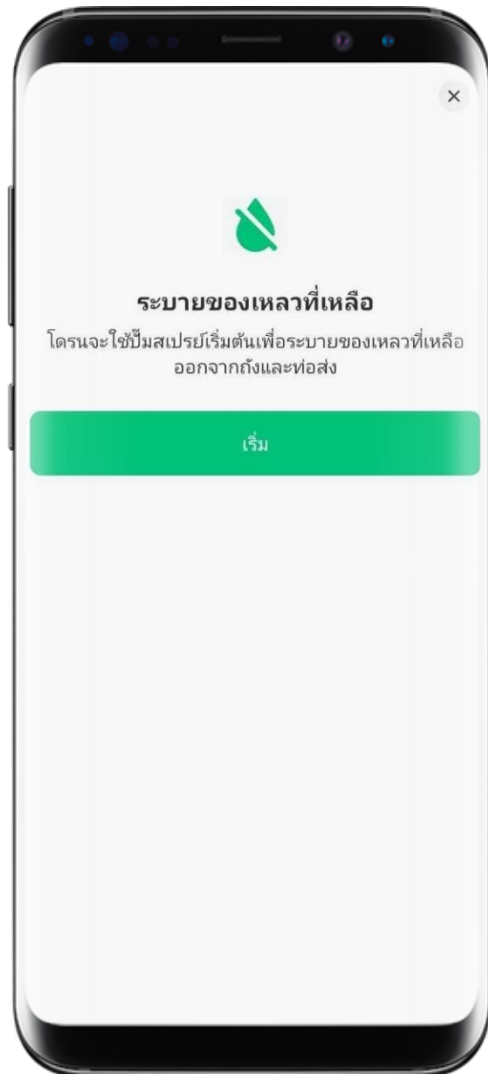 ระบายของเหลวที่เหลือ
โดรนจะใช้ปั๊มสเปรย์เริ่มต้นเพื่อระบายของเหลวที่เหลือ
ออกจากถังและท่อส่ง
เริ่ม